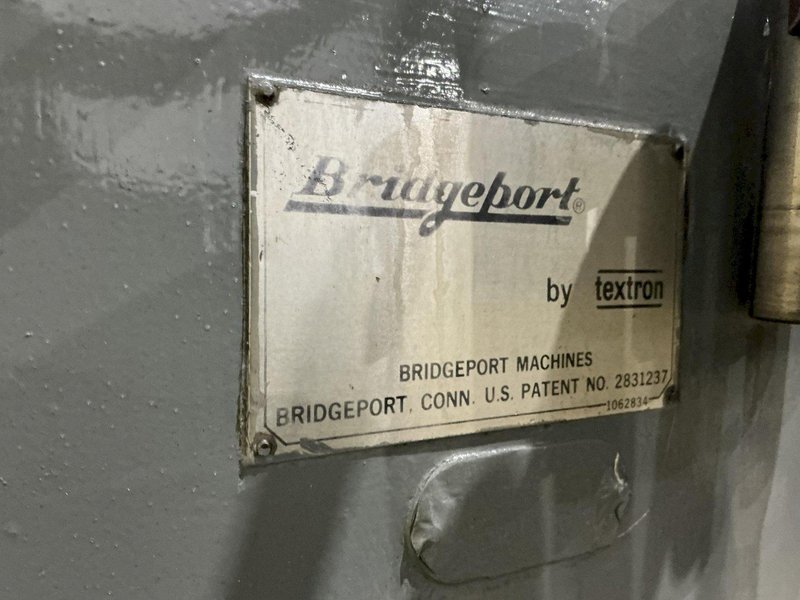 Bridgeport®
by textron
BRIDGEPORT MACHINES
BRIDGEPORT, CONN. U.S. PATENT NO. 2831237
1062834